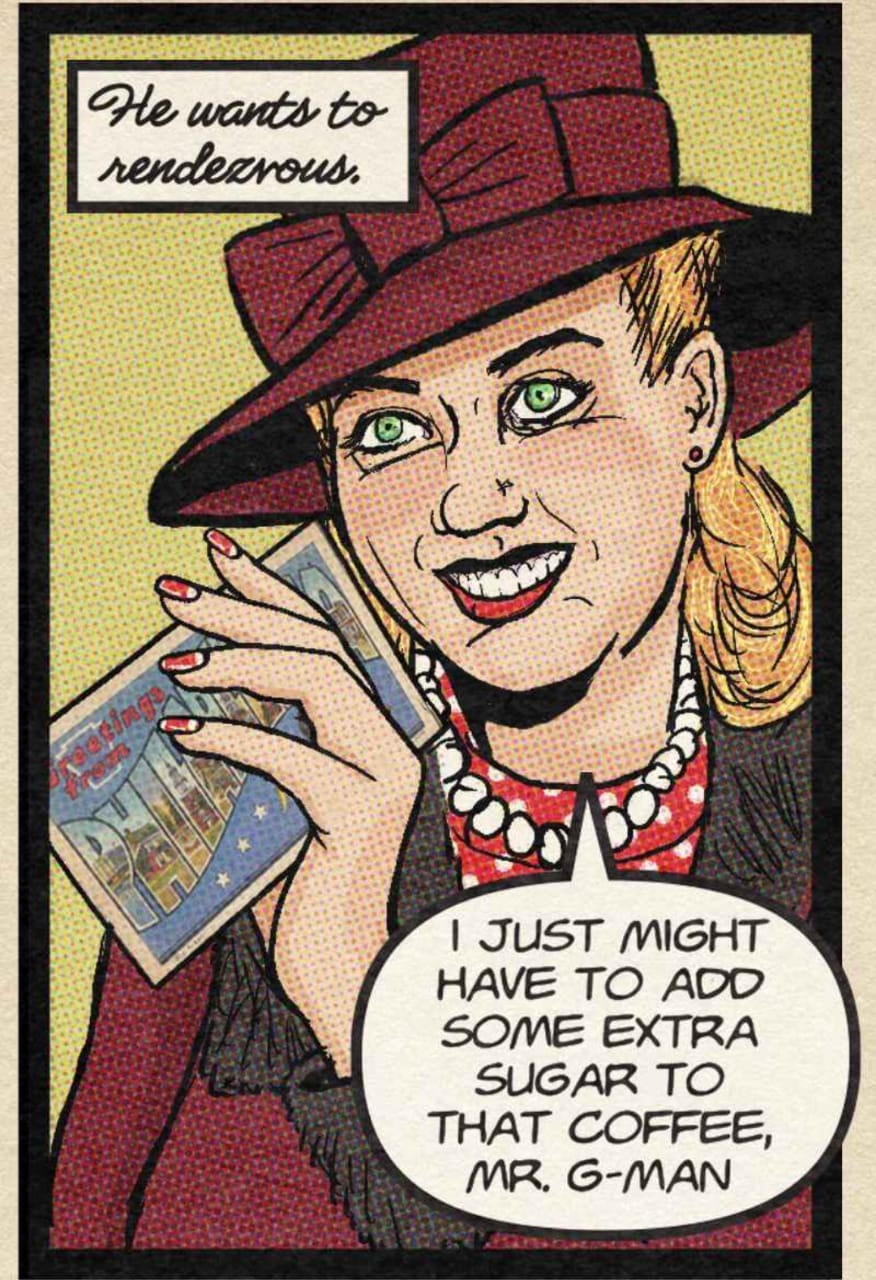 He wants to
rendezvous.
Greetings
from
I JUST MIGHT
HAVE TO ADD
SOME EXTRA
SUGAR TO
THAT COFFEE,
MR. G-MAN